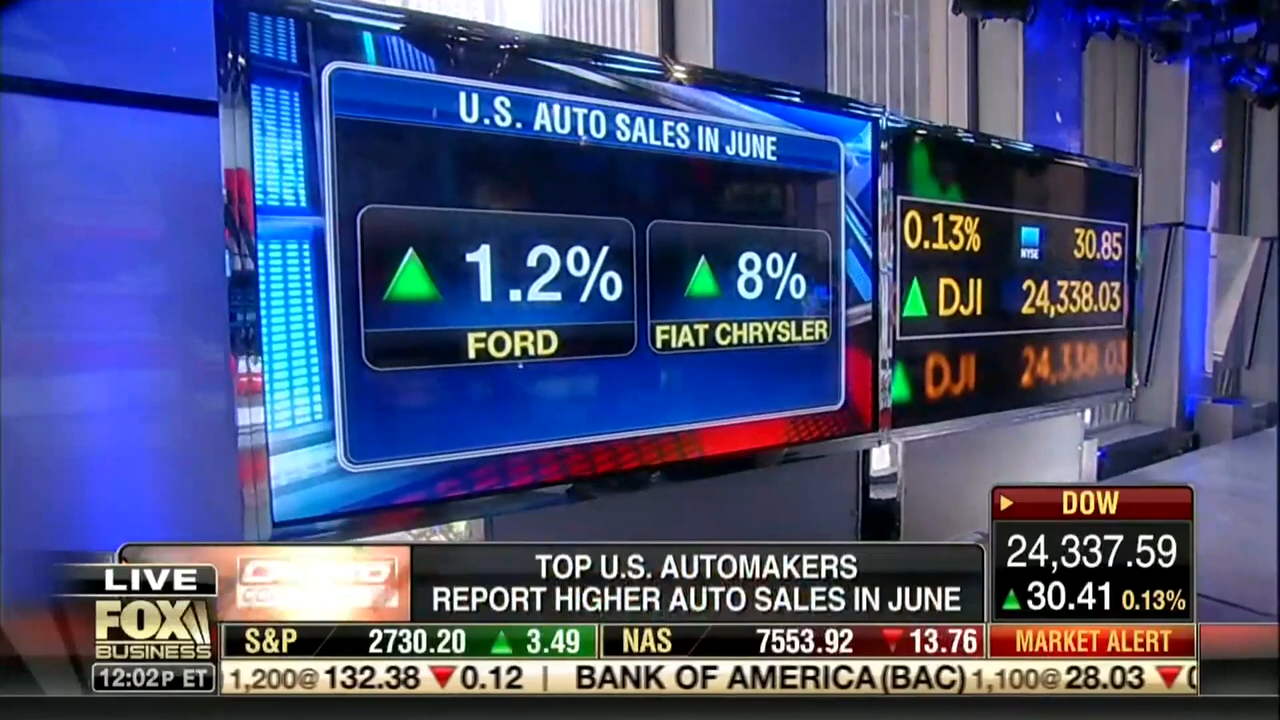 U.S. AUTO SALES IN JUNE
1.2%
FORD
8%
FIAT CHRYSLER
0.13% NYSE 30.85
DJI 24,338.03
DJI 24,338.03
DOW
24,337.59
30.41 0.13%
MARKET ALERT
TOP U.S. AUTOMAKERS
REPORT HIGHER AUTO SALES IN JUNE
LIVE
FOX
BUSINESS
12:02P ET
S&P 2730.20 3.49 NAS 7553.92 13.76
1,200@132.38 0.12 | BANK OF AMERICA(BAC) 1,100@28.03